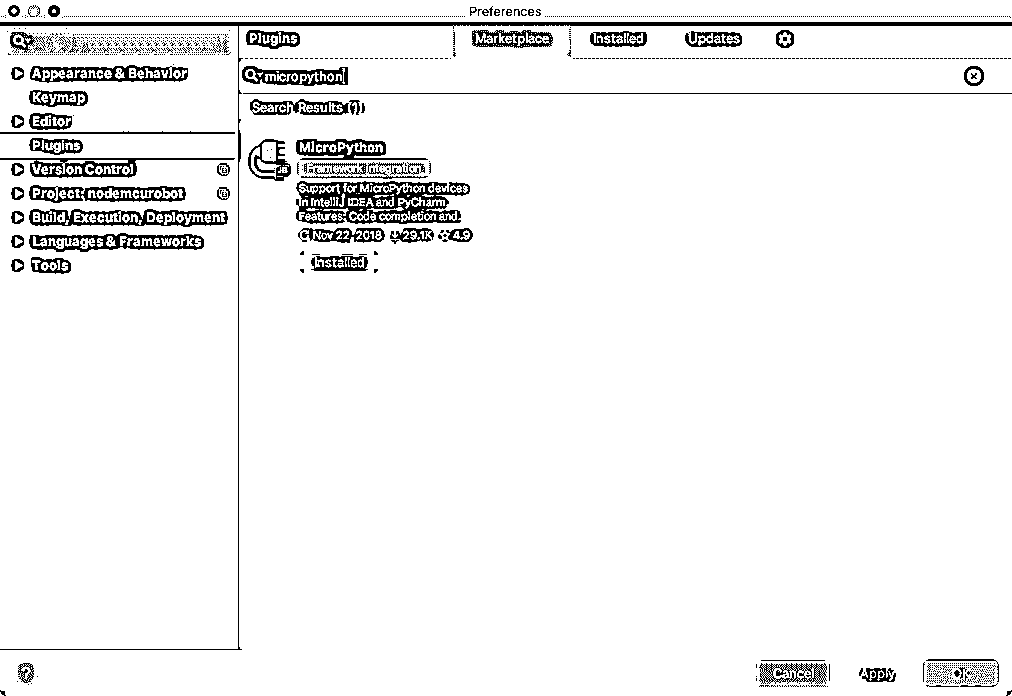 Preferences
Plugins
Marketplace
Installed
Updates
micropython
Appearance & Behavior
Keymap
Editor
Plugins
Version Control
Project: nodemcurobot
Build, Execution, Deployment
Languages & Frameworks
Tools
Search Results (1)
MicroPython
Framework Integration
Support for MicroPython devices
in IntelliJ IDEA and PyCharm.
Features: Code completion and
Nov 22, 2018 29.1K 4.9
Installed
?
Cancel
Apply
OK